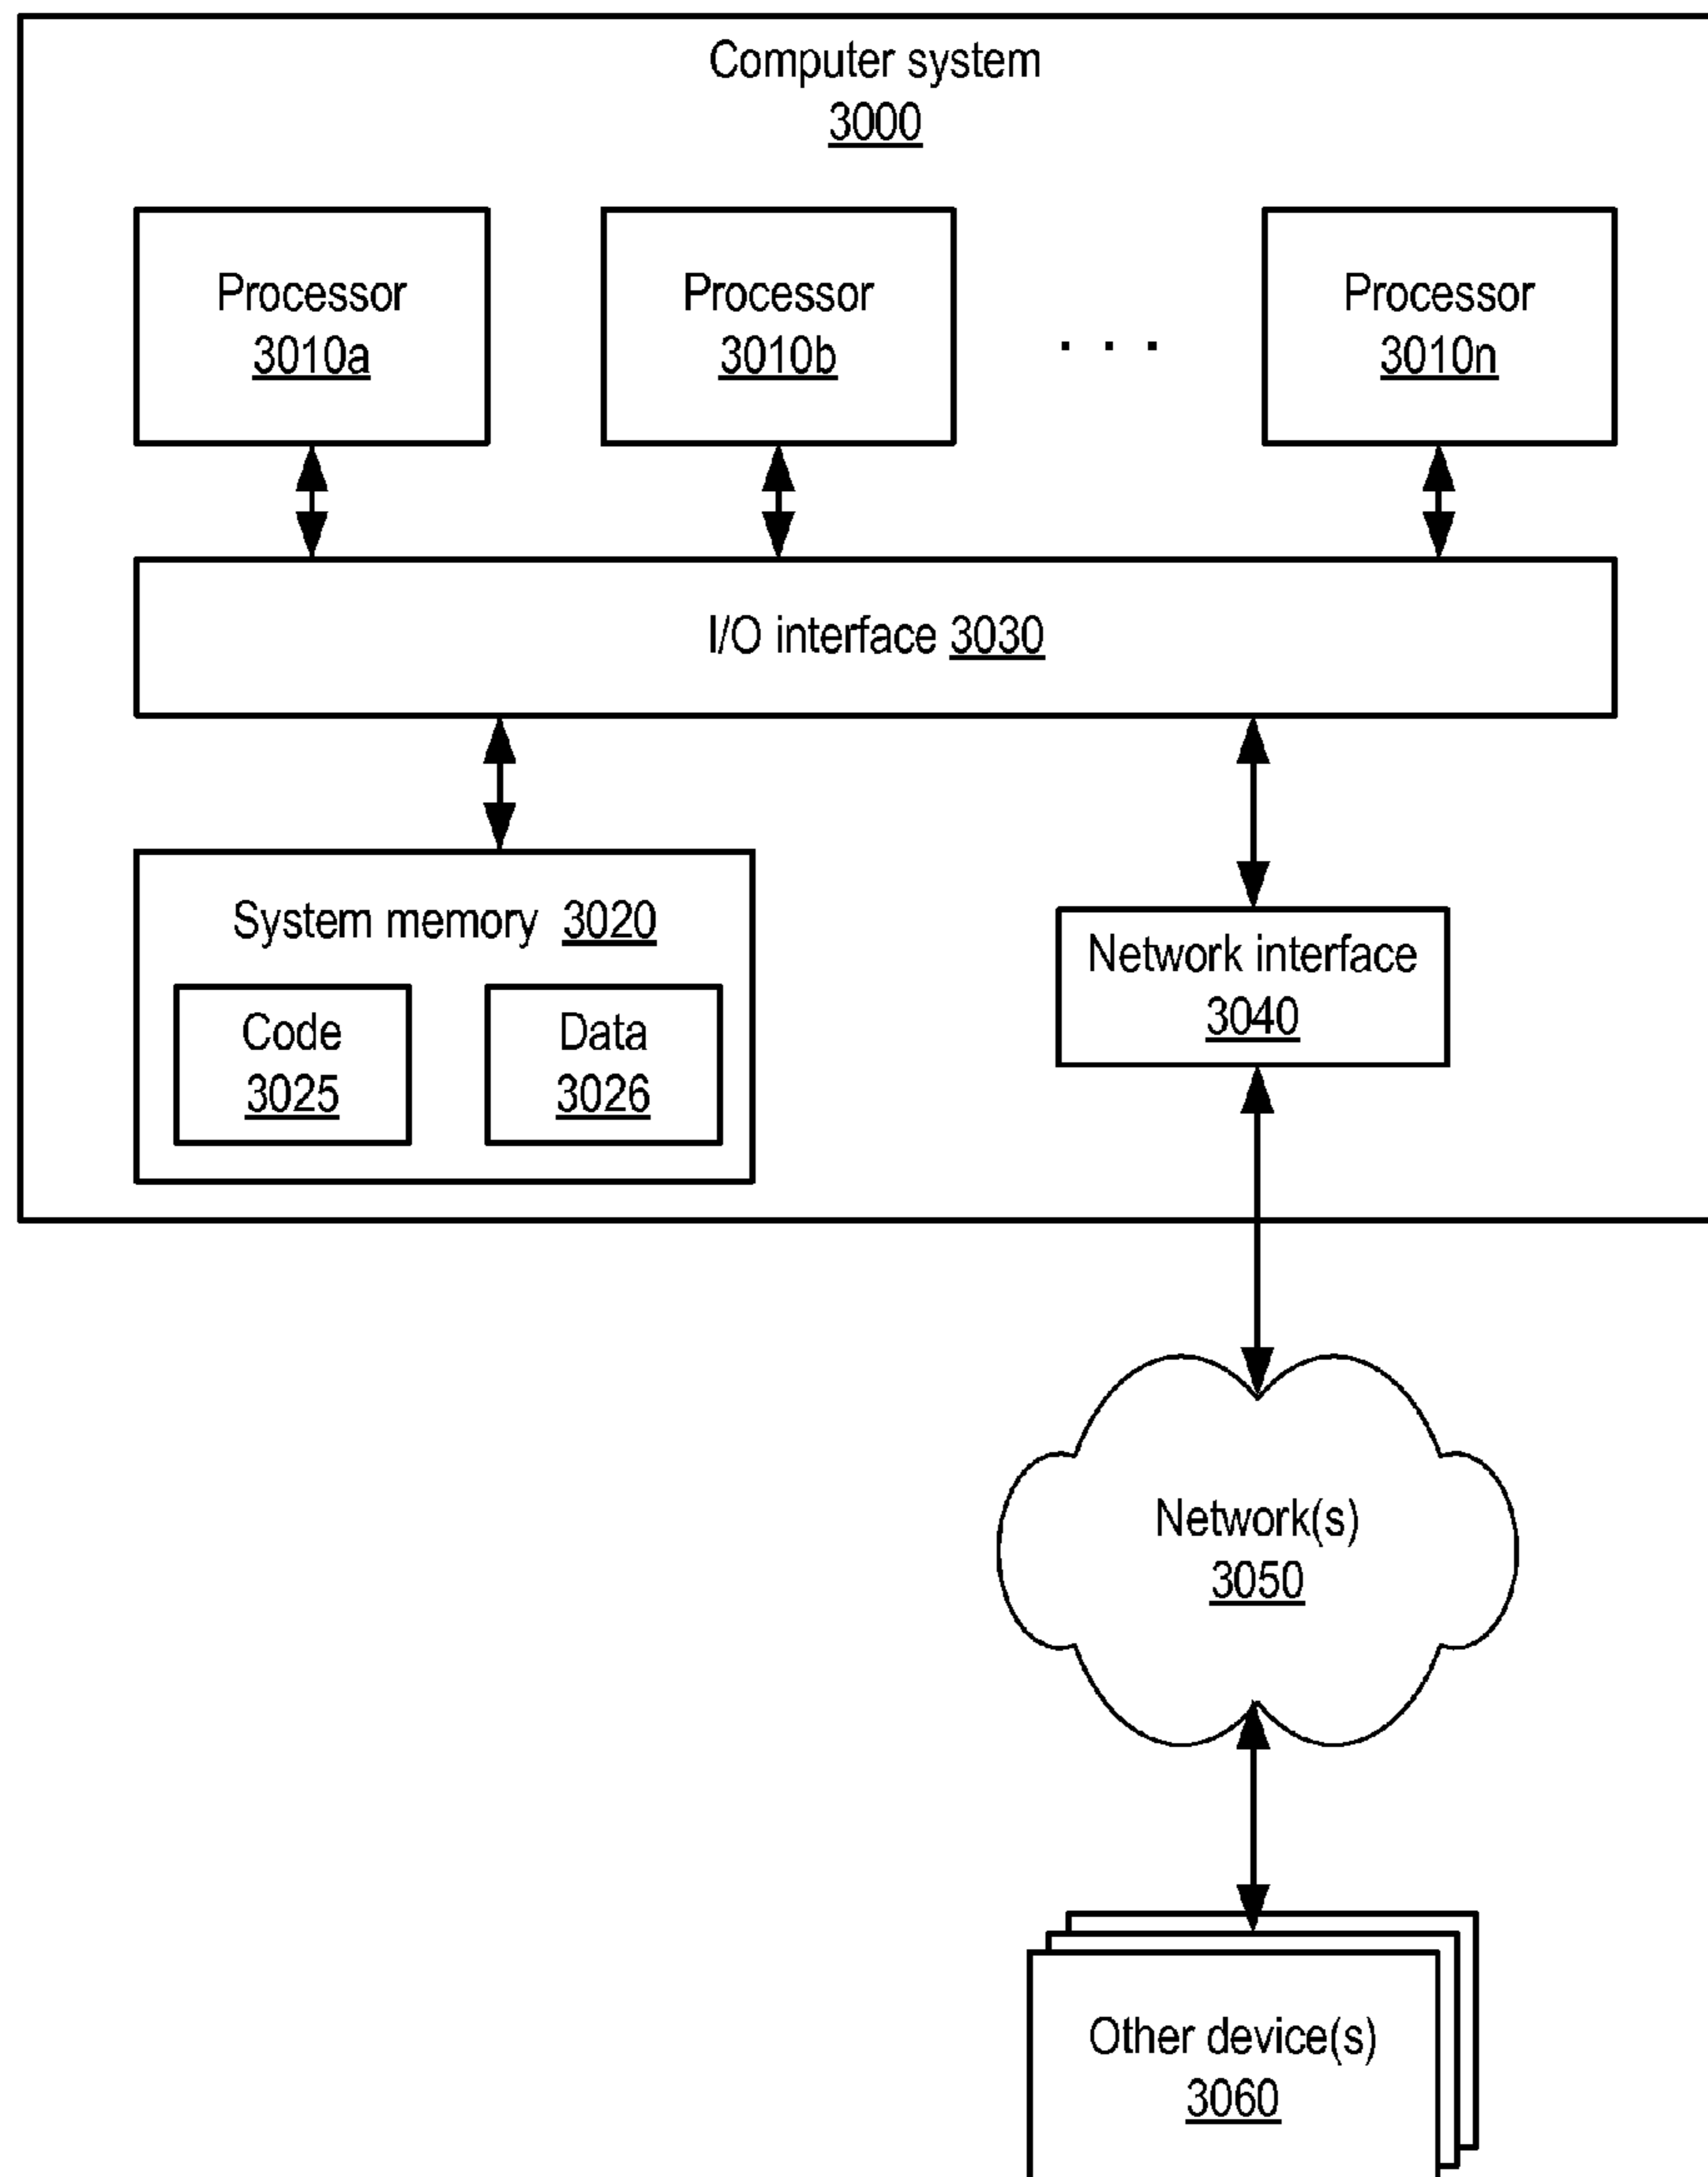 Computer system
3000
Processor
3010a
Processor
3010b
. . .
Processor
3010n
I/O interface 3030
System memory 3020
Code
3025
Data
3026
Network interface
3040
Network(s)
3050
Other device(s)
3060